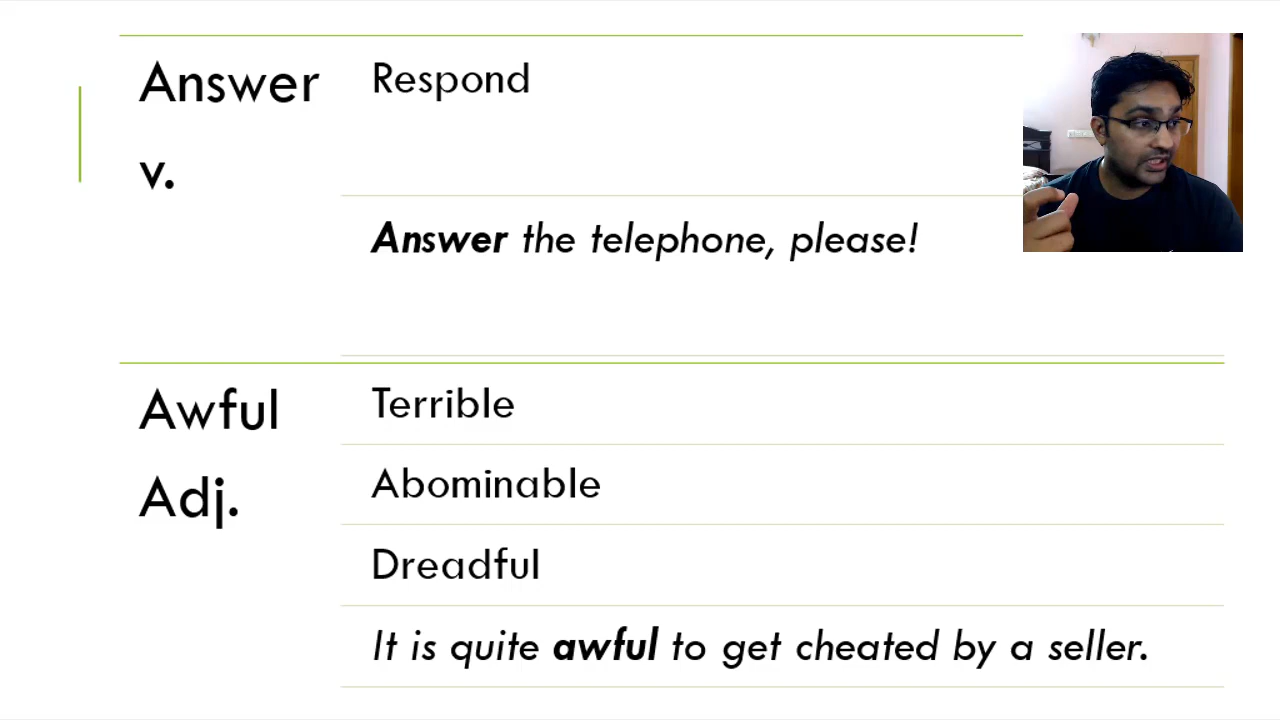 Answer
v.
Respond
Answer the telephone, please!
Awful
Adj.
Terrible
Abominable
Dreadful
It is quite awful to get cheated by a seller.